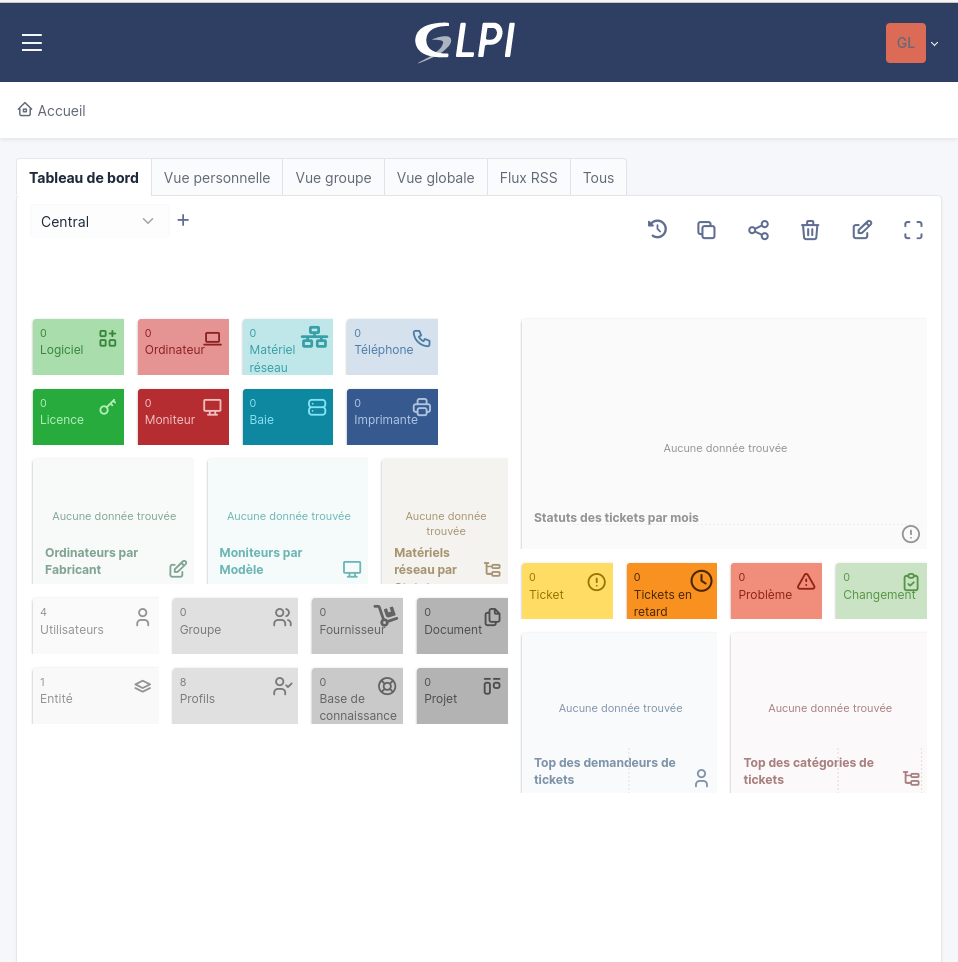 GLPI
GL
Accueil
Tableau de bord
Vue personnelle
Vue groupe
Vue globale
Flux RSS
Tous
Central
0
Logiciel
0
Ordinateur
0
Matériel
réseau
0
Téléphone
0
Licence
0
Moniteur
0
Baie
0
Imprimante
Aucune donnée trouvée
Ordinateurs par
Fabricant
Aucune donnée trouvée
Moniteurs par
Modèle
Aucune donnée
trouvée
Matériels
réseau par
4
Utilisateurs
0
Groupe
0
Fournisseur
0
Document
1
Entité
8
Profils
0
Base de
connaissance
0
Projet
Aucune donnée trouvée
Statuts des tickets par mois
0
Ticket
0
Tickets en
retard
0
Problème
0
Changement
Aucune donnée trouvée
Top des demandeurs de
tickets
Aucune donnée trouvée
Top des catégories de
tickets